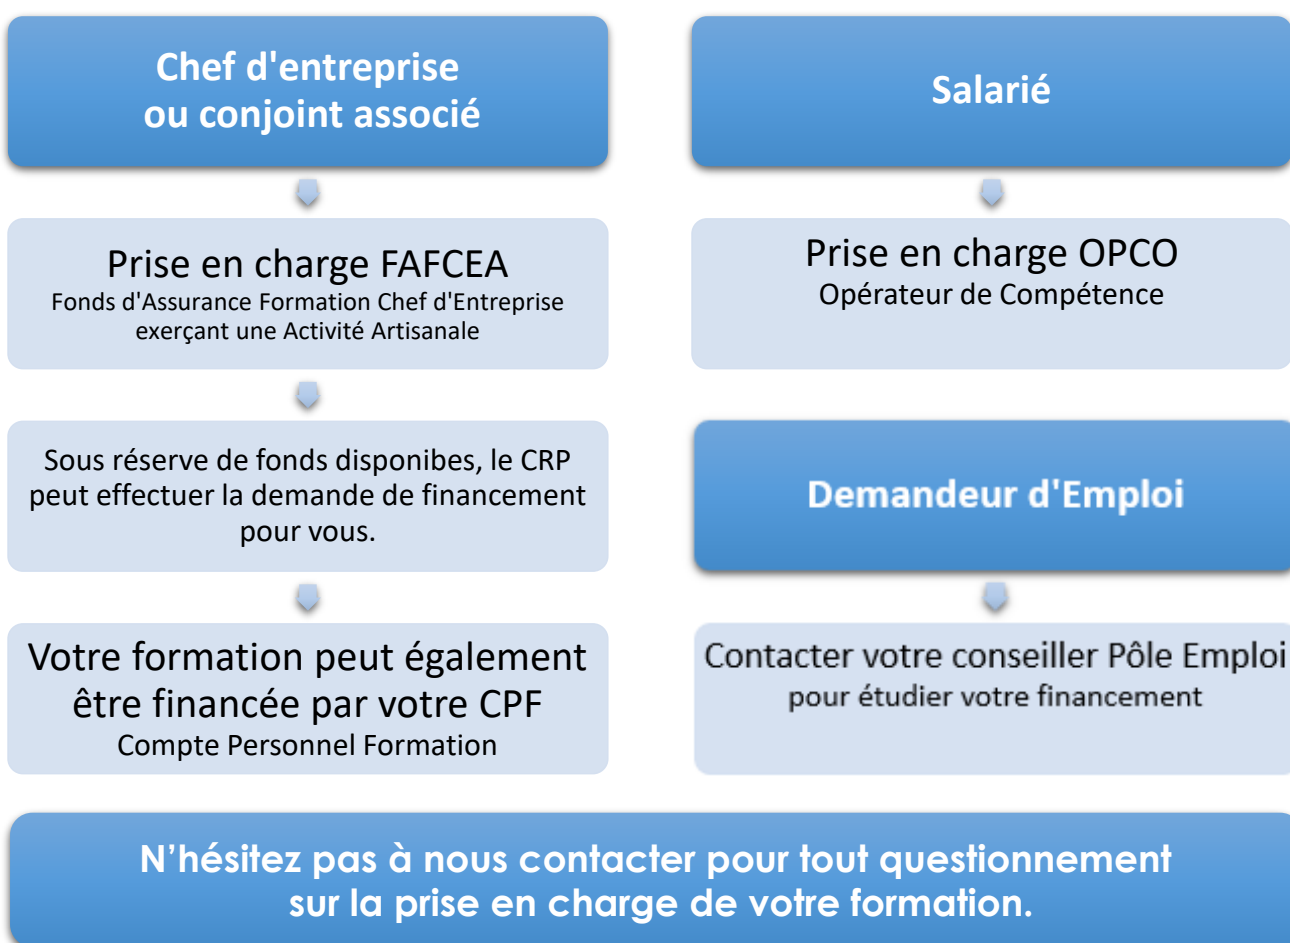 Chef d'entreprise
ou conjoint associé
Prise en charge FAFCEA
Fonds d'Assurance Formation Chef d'Entreprise
exerçant une Activité Artisanale
Sous réserve de fonds disponibes, le CRP
peut effectuer la demande de financement
pour vous.
Votre formation peut également
être financée par votre CPF
Compte Personnel Formation
Salarié
Prise en charge OPCO
Opérateur de Compétence
Demandeur d'Emploi
Contacter votre conseiller Pôle Emploi
pour étudier votre financement
N'hésitez pas à nous contacter pour tout questionnement
sur la prise en charge de votre formation.